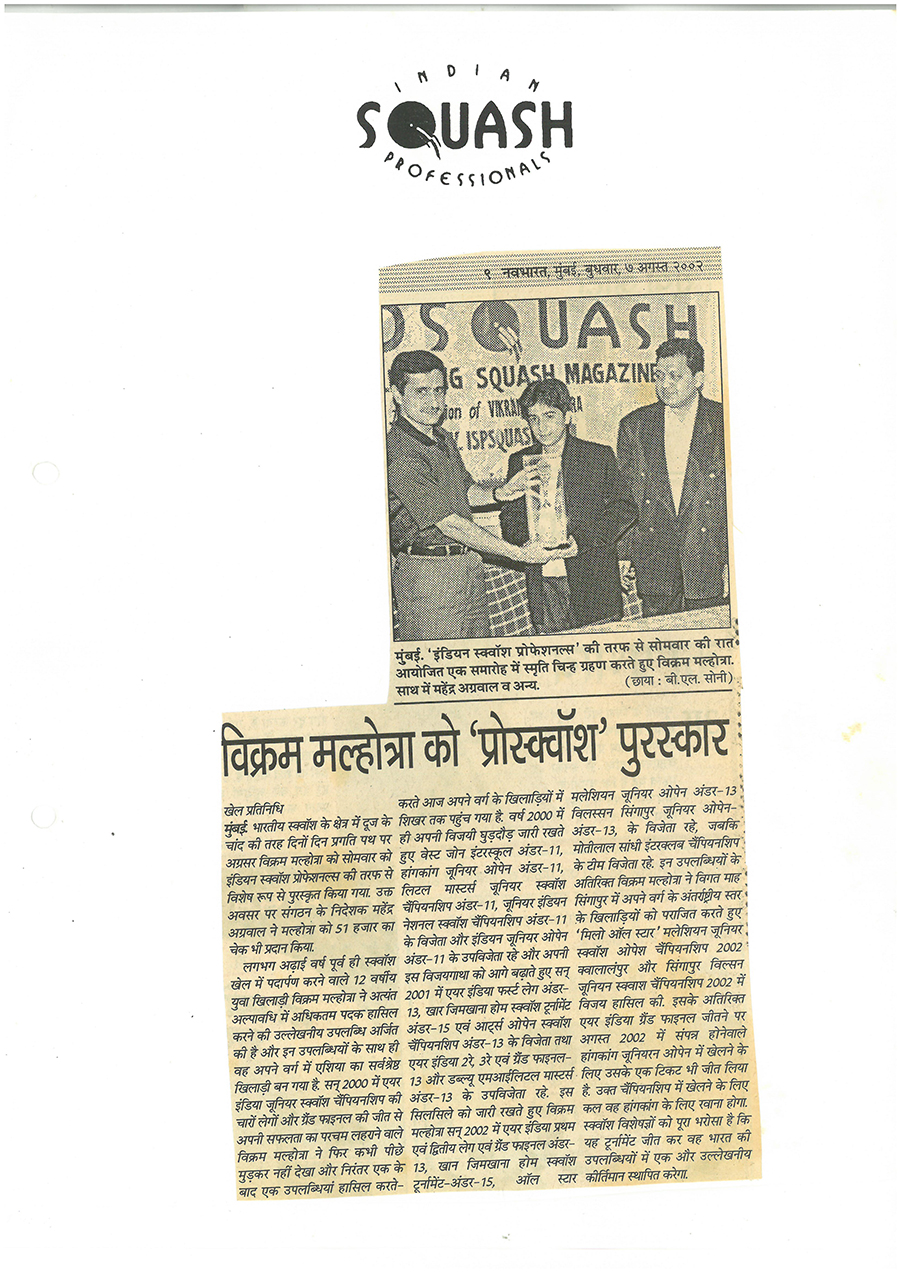 INDIAN
SQUASH
PROFESSIONALS
९ नवभारत, मुंबई, बुधवार, ७ अगस्त २००२
OSQUASH
G SQUASH MAGAZINE
ion of VIKRAM RA
ISPSQUAS
मुंबई. 'इंडियन स्क्वॉश प्रोफेशनल्स' की तरफ से सोमवार की रात
आयोजित एक समारोह में स्मृति चिन्ह ग्रहण करते हुए विक्रम मल्होत्रा.
साथ में महेंद्र अग्रवाल व अन्य. (छाया : बी.एल. सोनी)
विक्रम मल्होत्रा को 'प्रोस्क्वॉश' पुरस्कार
खेल प्रतिनिधि
मुंबई. भारतीय स्क्वॉश के क्षेत्र में दूज के
चांद की तरह दिनों दिन प्रगति पथ पर
अग्रसर विक्रम मल्होत्रा को सोमवार को
इंडियन स्क्वॉश प्रोफेशनल्स की तरफ से
विशेष रूप से पुरस्कृत किया गया. उक्त
अवसर पर संगठन के निदेशक महेंद्र
अग्रवाल ने मल्होत्रा को 51 हजार का
चेक भी प्रदान किया.
लगभग अढ़ाई वर्ष पूर्व ही स्क्वॉश
खेल में पदार्पण करने वाले 12 वर्षीय
युवा खिलाड़ी विक्रम मल्होत्रा ने अत्यंत
अल्पावधि में अधिकतम पदक हासिल
करने की उल्लेखनीय उपलब्धि अर्जित
की है और इन उपलब्धियों के साथ ही
वह अपने वर्ग में एशिया का सर्वश्रेष्ठ
खिलाड़ी बन गया है. सन् 2000 में एयर
इंडिया जूनियर स्क्वॉश चैंपियनशिप की
चारों लेगों और ग्रैंड फाइनल की जीत से
अपनी सफलता का परचम लहराने वाले
विक्रम मल्होत्रा ने फिर कभी पीछे
मुड़कर नहीं देखा और निरंतर एक के
बाद एक उपलब्धियां हासिल करते-
करते आज अपने वर्ग के खिलाड़ियों में
शिखर तक पहुंच गया है. वर्ष 2000 में
ही अपनी विजयी घुड़दौड़ जारी रखते
हुए वेस्ट जोन इंटरस्कूल अंडर-11,
हांगकांग जूनियर ओपेन अंडर-11,
लिटल मास्टर्स जूनियर स्क्वॉश
चैंपियनशिप अंडर-11, जूनियर इंडियन
नेशनल स्क्वॉश चैंपियनशिप अंडर-11
के विजेता और इंडियन जूनियर ओपेन
अंडर-11 के उपविजेता रहे और अपनी
इस विजयगाथा को आगे बढ़ाते हुए सन्
2001 में एयर इंडिया फर्स्ट लेग अंडर-
13, खार जिमखाना होम स्क्वॉश टूर्नामेंट
अंडर-15 एवं आर्ट्स ओपेन स्क्वॉश
चैंपियनशिप अंडर-13 के विजेता तथा
एयर इंडिया 2रे, 3रे एवं ग्रैंड फाइनल-
13 और डब्ल्यू एमआईलिटल मास्टर्स
अंडर-13 के उपविजेता रहे. इस
सिलसिले को जारी रखते हुए विक्रम
मल्होत्रा सन् 2002 में एयर इंडिया प्रथम
एवं द्वितीय लेग एवं ग्रैंड फाइनल अंडर-
13, खान जिमखाना होम स्क्वॉश
टूर्नामेंट-अंडर-15, ऑल स्टार
मलेशियन जूनियर ओपेन अंडर-13
विलस्सन सिंगापुर जूनियर ओपेन-
अंडर-13, के विजेता रहे, जबकि
मोतीलाल सांधी इंटरक्लब चैंपियनशिप
के टीम विजेता रहे. इन उपलब्धियों के
अतिरिक्त विक्रम मल्होत्रा ने विगत माह
सिंगापुर में अपने वर्ग के अंतर्राष्ट्रीय स्तर
के खिलाड़ियों को पराजित करते हुए
'मिलो ऑल स्टार' मलेशियन जूनियर
स्क्वॉश ओपेश चैंपियनशिप 2002
क्वालालंपुर और सिंगापुर विल्सन
जूनियन स्क्वाश चैंपियनशिप 2002 में
विजय हासिल की. इसके अतिरिक्त
एयर इंडिया ग्रैंड फाइनल जीतने पर
अगस्त 2002 में संपन्न होनेवाले
हांगकांग जूनियरन ओपेन में खेलने के
लिए उसके एक टिकट भी जीत लिया
है. उक्त चैंपियनशिप में खेलने के लिए
कल वह हांगकांग के लिए रवाना होगा.
स्क्वॉश विशेषज्ञों को पूरा भरोसा है कि
यह टूर्नामेंट जीत कर वह भारत की
उपलब्धियों में एक और उल्लेखनीय
कीर्तिमान स्थापित करेगा.